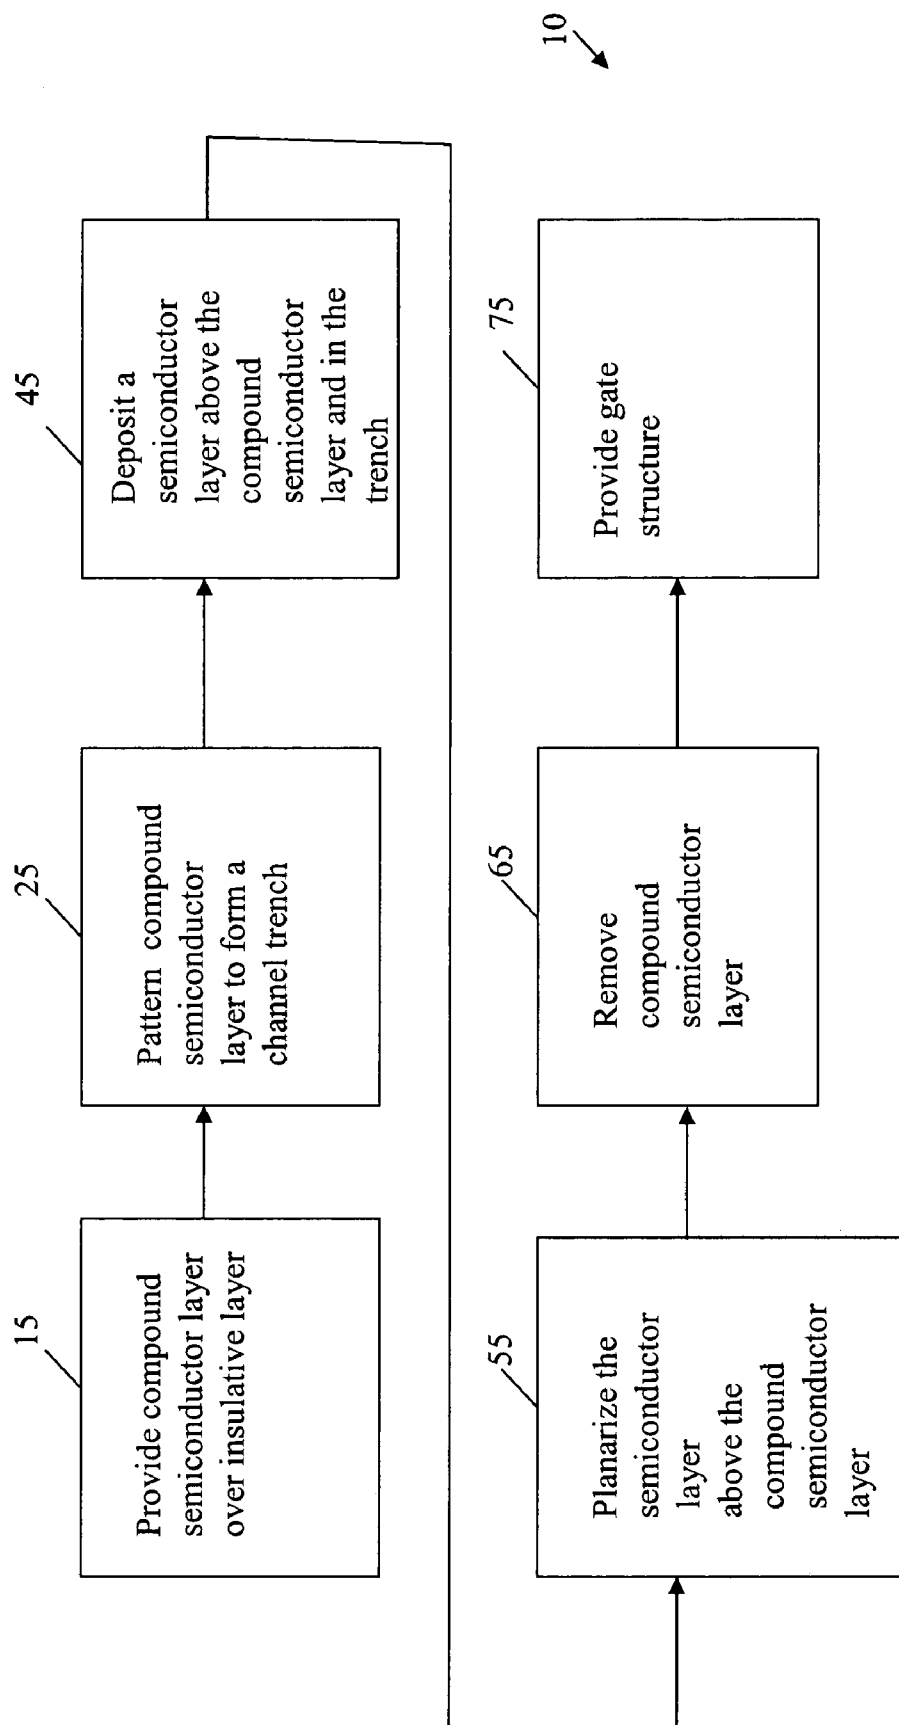 10
15
Provide compound
semiconductor layer
over insulative layer
25
Pattern compound
semiconductor
layer to form a
channel trench
45
Deposit a
semiconductor
layer above the
compound
semiconductor
layer and in the
trench
55
Planarize the
semiconductor
layer
above the
compound
semiconductor
layer
65
Remove
compound
semiconductor
layer
75
Provide gate
structure